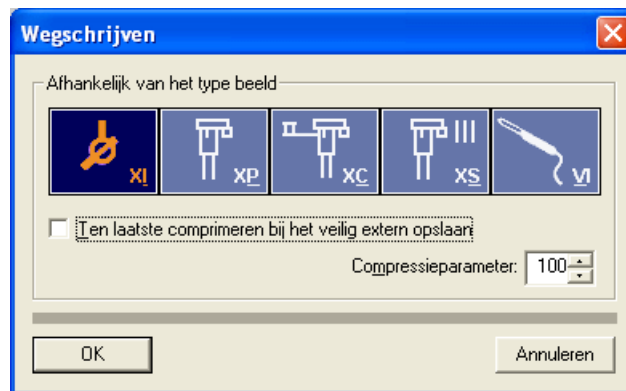 Wegschrijven
Afhankelijk van het type beeld
XI XP XC XS VI
Ten laatste comprimeren bij het veilig extern opslaan
Compressieparameter: 100
OK Annuleren